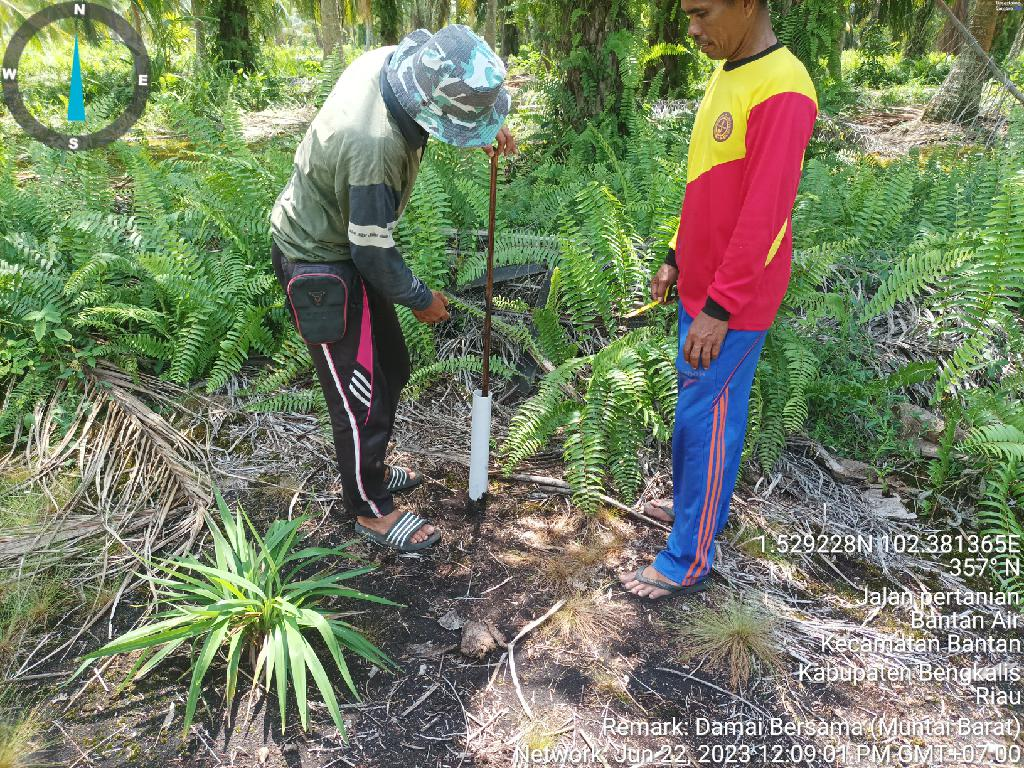 N
W E
S
1.529228N 102.381365E
357° N
Jalan pertanian
Bantan Air
Kecamatan Bantan
Kabupaten Bengkalis
Riau
Remark: Damai Bersama (Muntai Barat)
Network: Jun 22, 2023 12:09:01 PM GMT+07:00